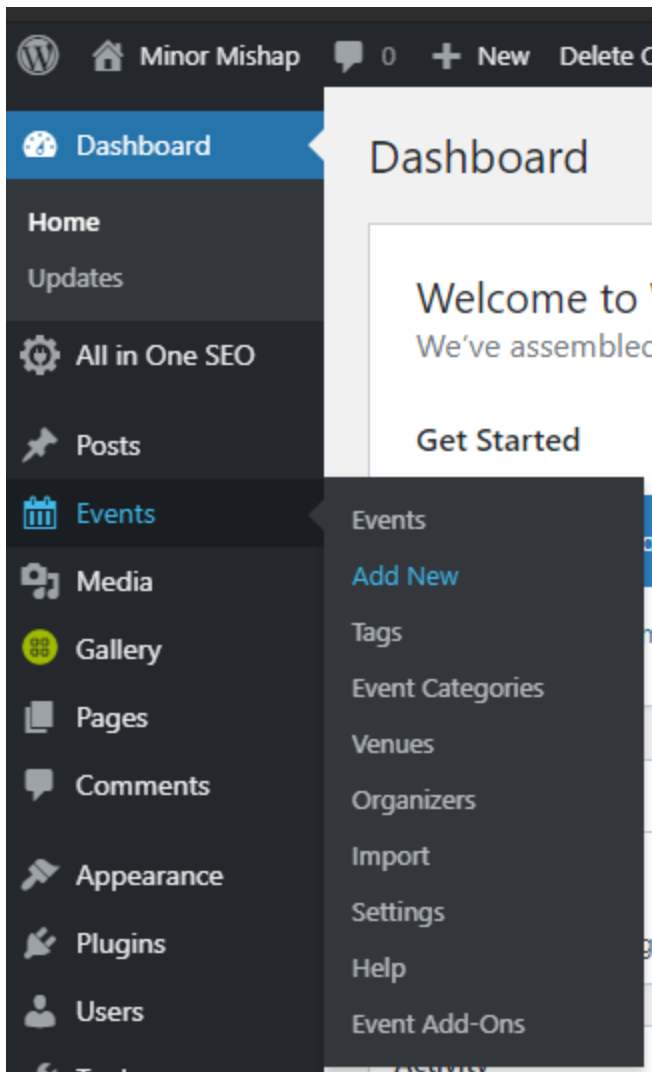 Minor Mishap 0 New Delete
Dashboard
Home
Updates
All in One SEO
Posts
Events
Media
Gallery
Pages
Comments
Appearance
Plugins
Users
Dashboard
Welcome to
We've assembled
Get Started
Events
Add New
Tags
Event Categories
Venues
Organizers
Import
Settings
Help
Event Add-Ons
Activity